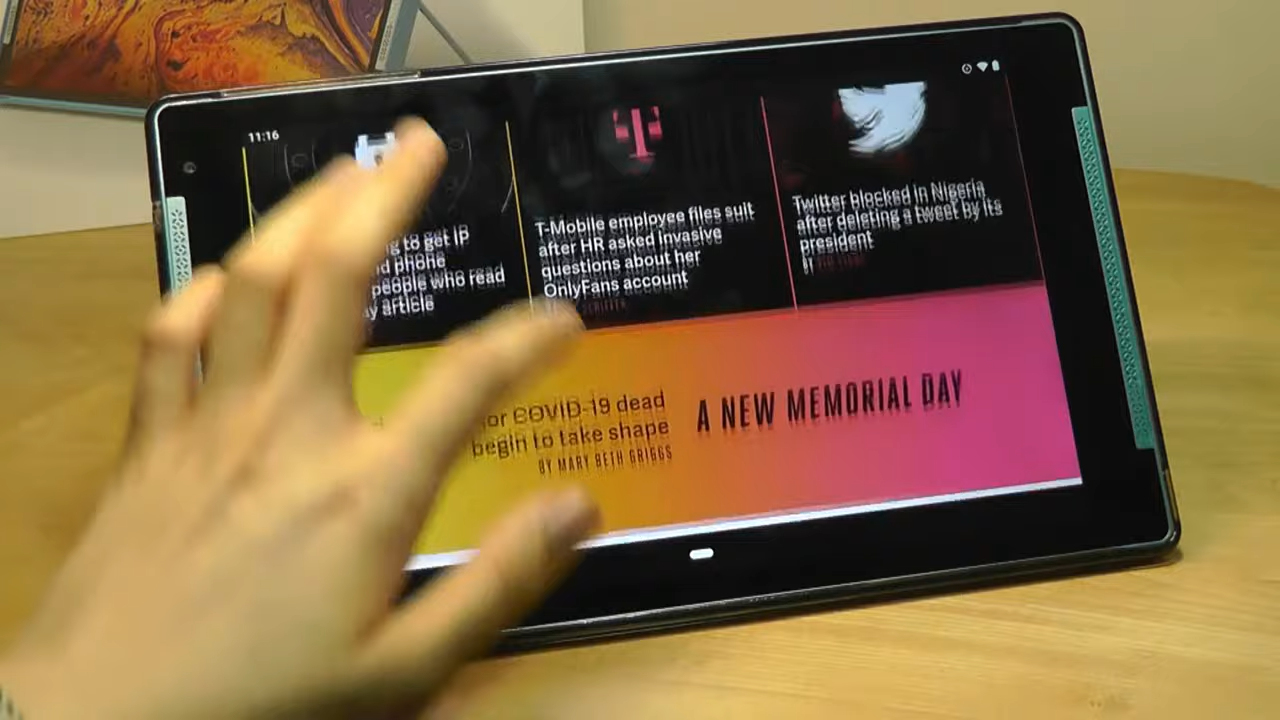 11:16
g to get IP
d phone
people who read
y article
T-Mobile employee files suit
after HR asked invasive
questions about her
OnlyFans account
Twitter blocked in Nigeria
after deleting a tweet by its
president
BY
or COVID-19 dead
begin to take shape
BY MARY BETH GRIGGS
A NEW MEMORIAL DAY